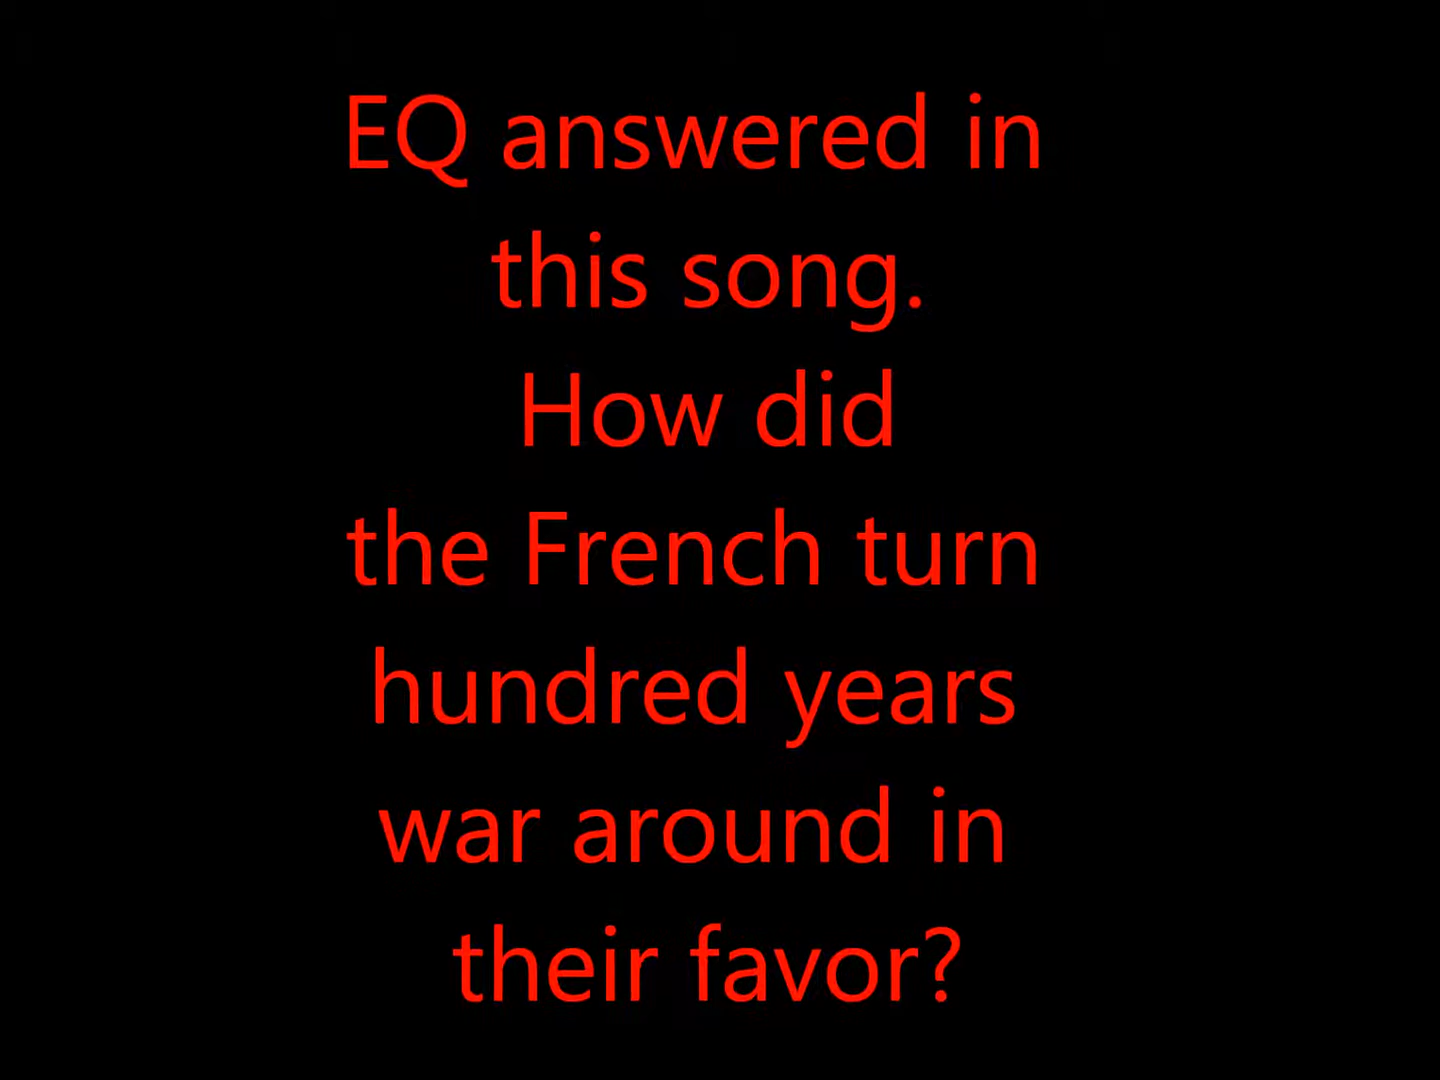 EQ answered in
this song.
How did
the French turn
hundred years
war around in
their favor?